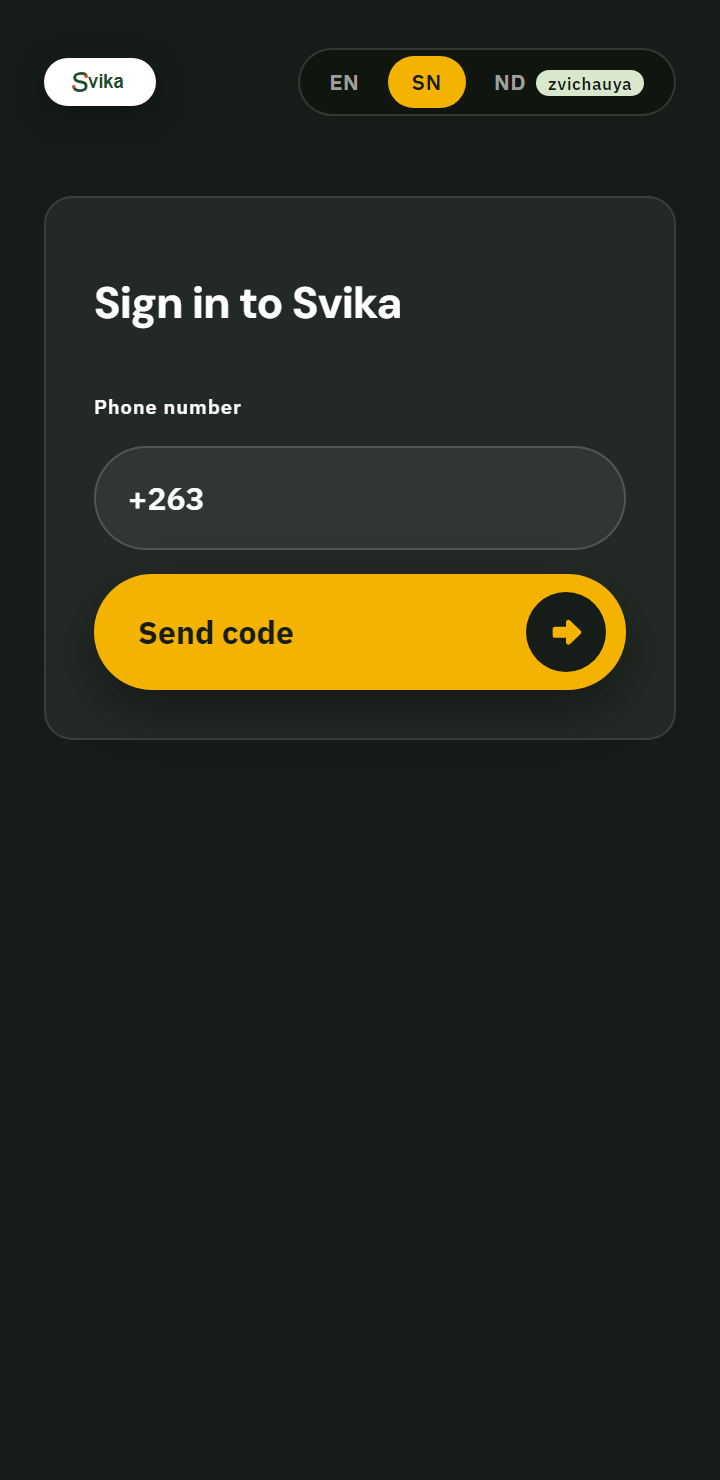 Svika
EN SN ND zvichauya
Sign in to Svika
Phone number
+263
Send code